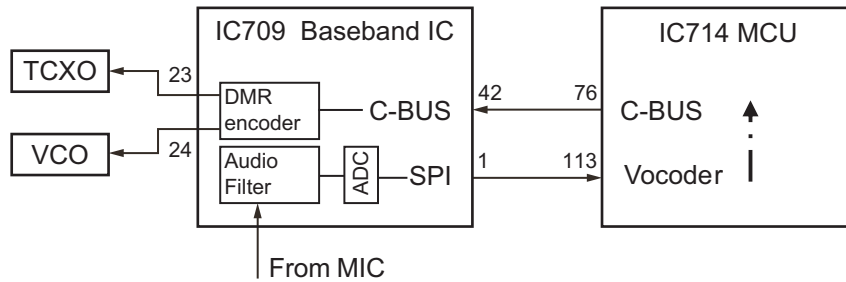 IC709 Baseband IC
IC714 MCU
TCXO
23
DMR
encoder
C-BUS
42
76
C-BUS
VCO
24
Audio
Filter
ADC
SPI
1
113
Vocoder
From MIC